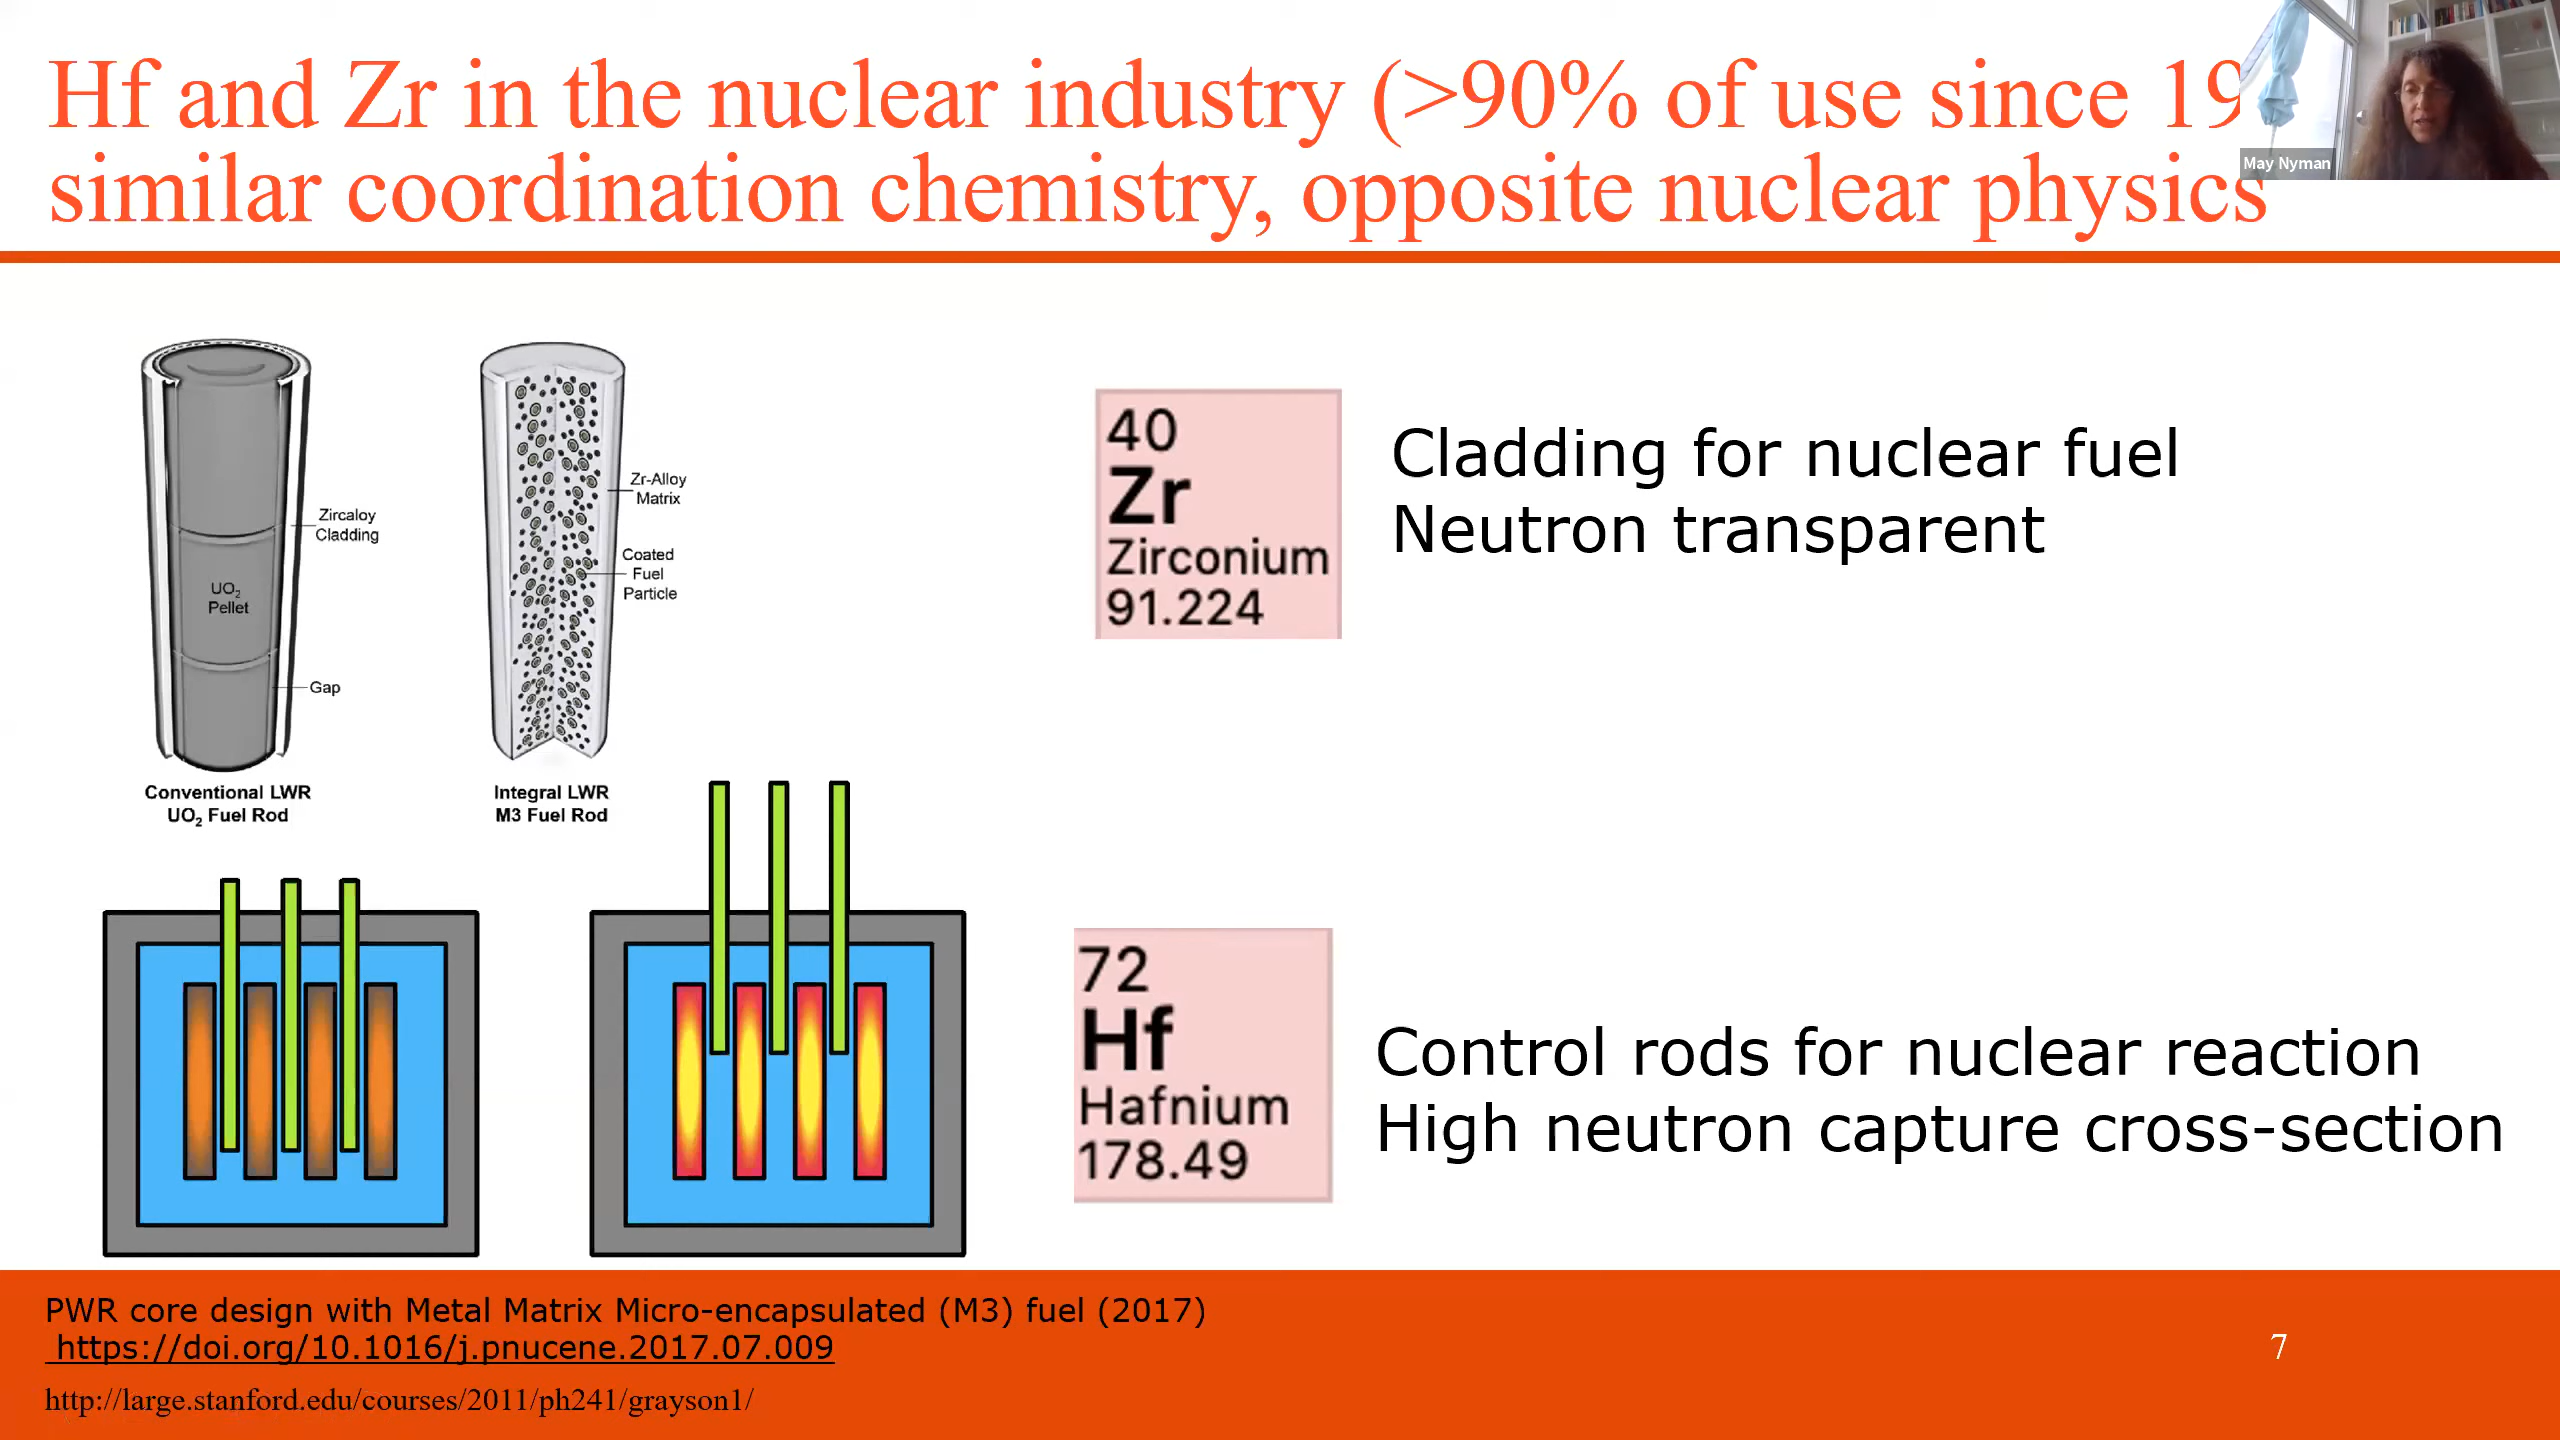 Hf and Zr in the nuclear industry (>90% of use since 19
similar coordination chemistry, opposite nuclear physics
May Nyman
Zircaloy
Cladding
UO₂
Pellet
Gap
Conventional LWR
UO₂ Fuel Rod
Zr-Alloy
Matrix
Coated
Fuel
Particle
Integral LWR
M3 Fuel Rod
40
Zr
Zirconium
91.224
Cladding for nuclear fuel
Neutron transparent
72
Hf
Hafnium
178.49
Control rods for nuclear reaction
High neutron capture cross-section
PWR core design with Metal Matrix Micro-encapsulated (M3) fuel (2017)
https://doi.org/10.1016/j.pnucene.2017.07.009
http://large.stanford.edu/courses/2011/ph241/grayson1/
7